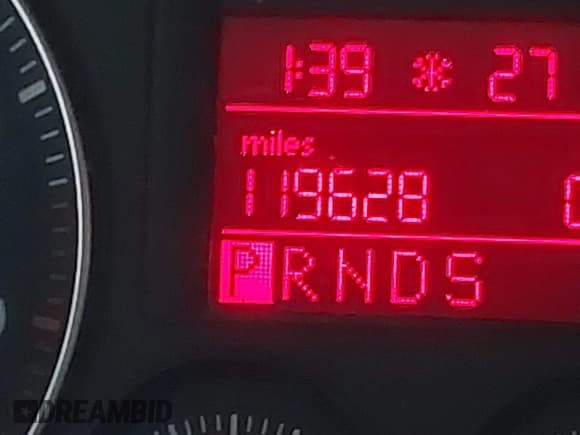 1:39 27
miles
119628
PRNDS
DREAMBID